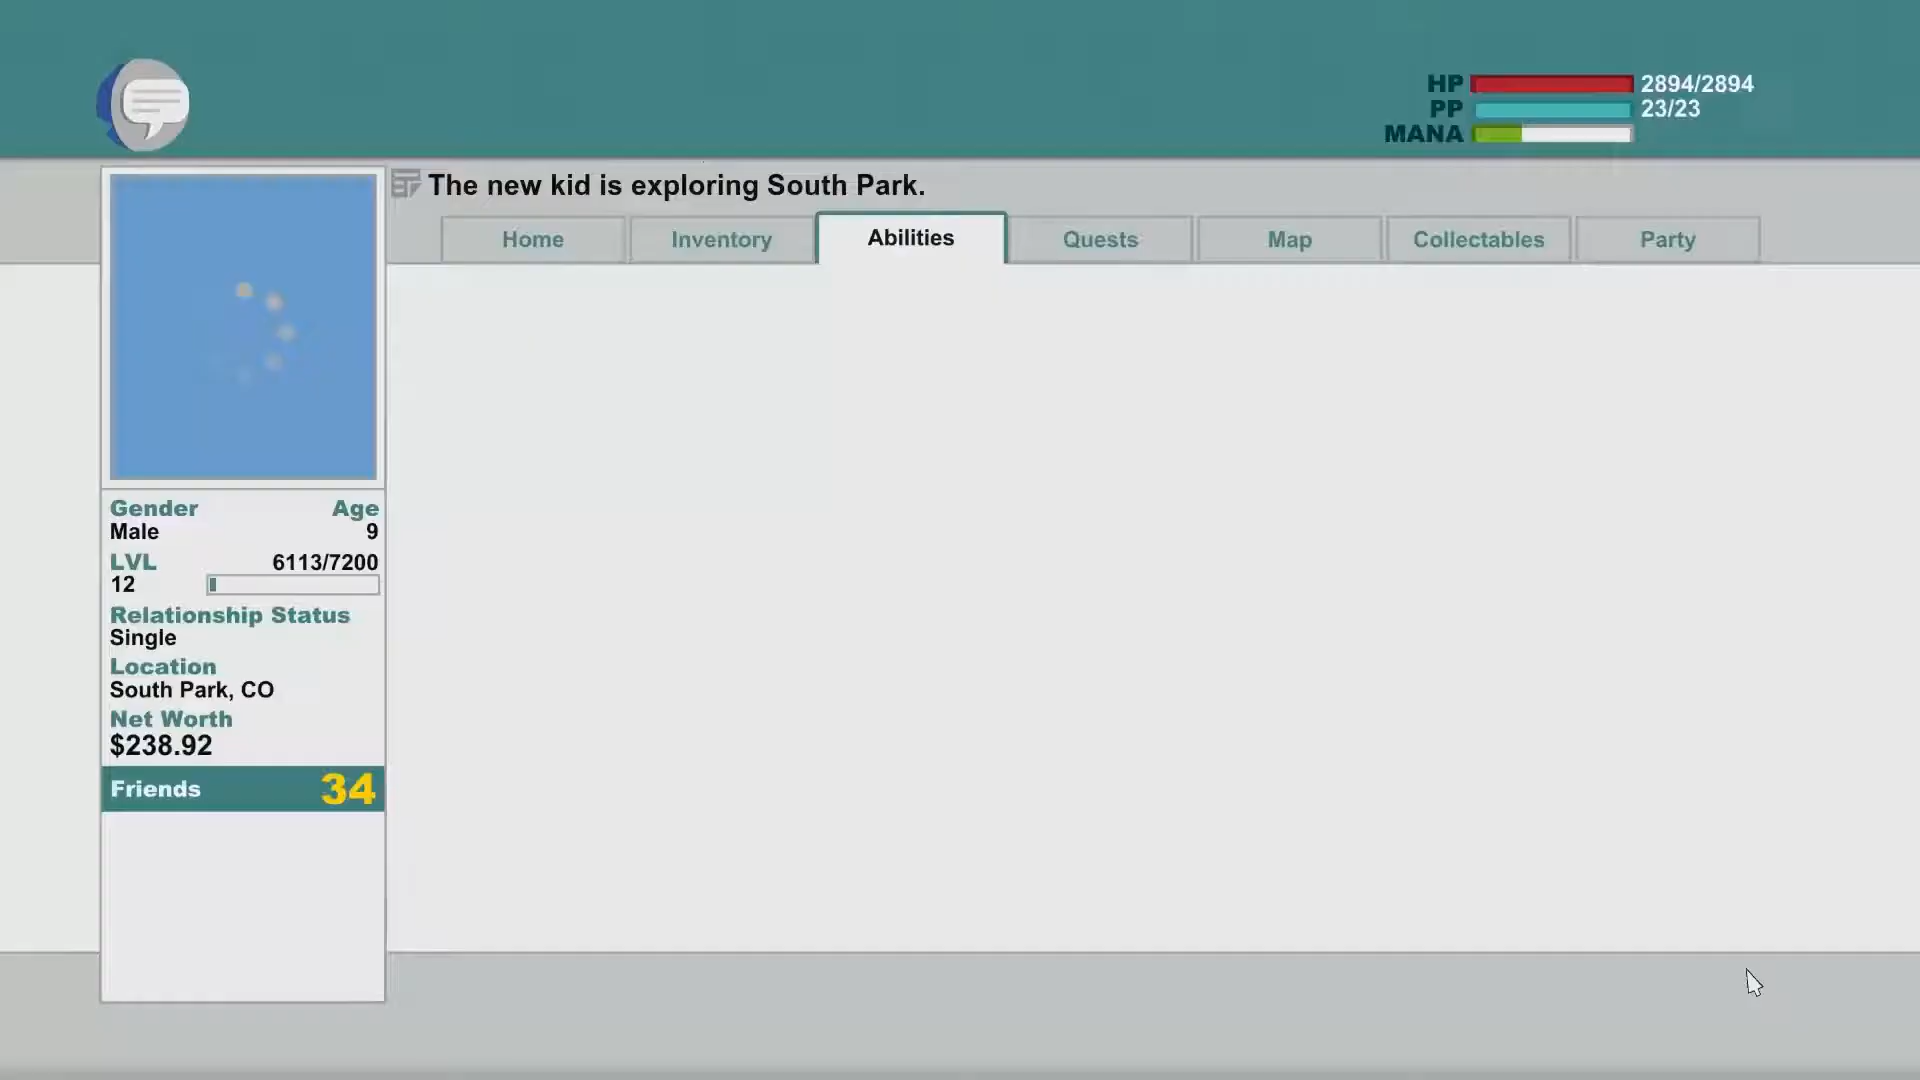 HP 2894/2894
PP 23/23
MANA
The new kid is exploring South Park.
Home Inventory Abilities Quests Map Collectables Party
Gender Age
Male 9
LVL 6113/7200
12
Relationship Status
Single
Location
South Park, CO
Net Worth
$238.92
Friends 34